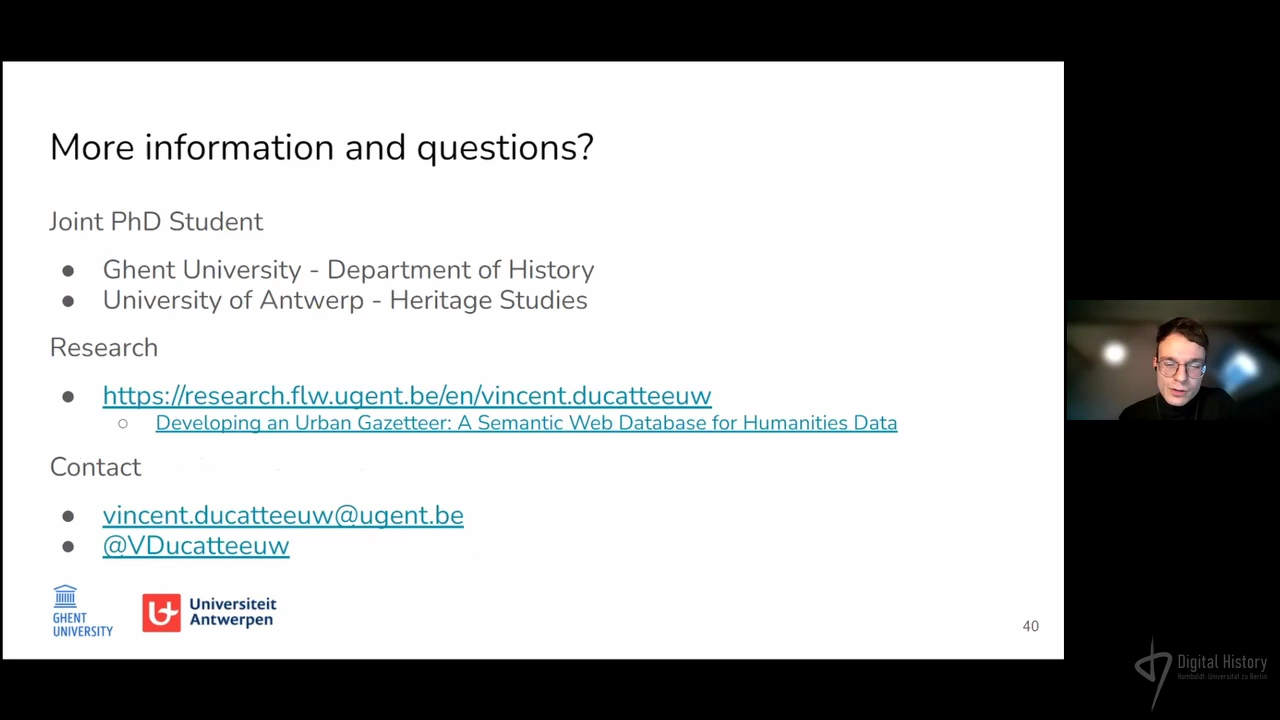 More information and questions?
Joint PhD Student
● Ghent University - Department of History
● University of Antwerp - Heritage Studies
Research
● https://research.flw.ugent.be/en/vincent.ducatteeuw
○ Developing an Urban Gazetteer: A Semantic Web Database for Humanities Data
Contact
● vincent.ducatteeuw@ugent.be
● @VDucatteeuw
GHENT
UNIVERSITY
Universiteit
Antwerpen
40
Digital History
Humboldt-Universität zu Berlin